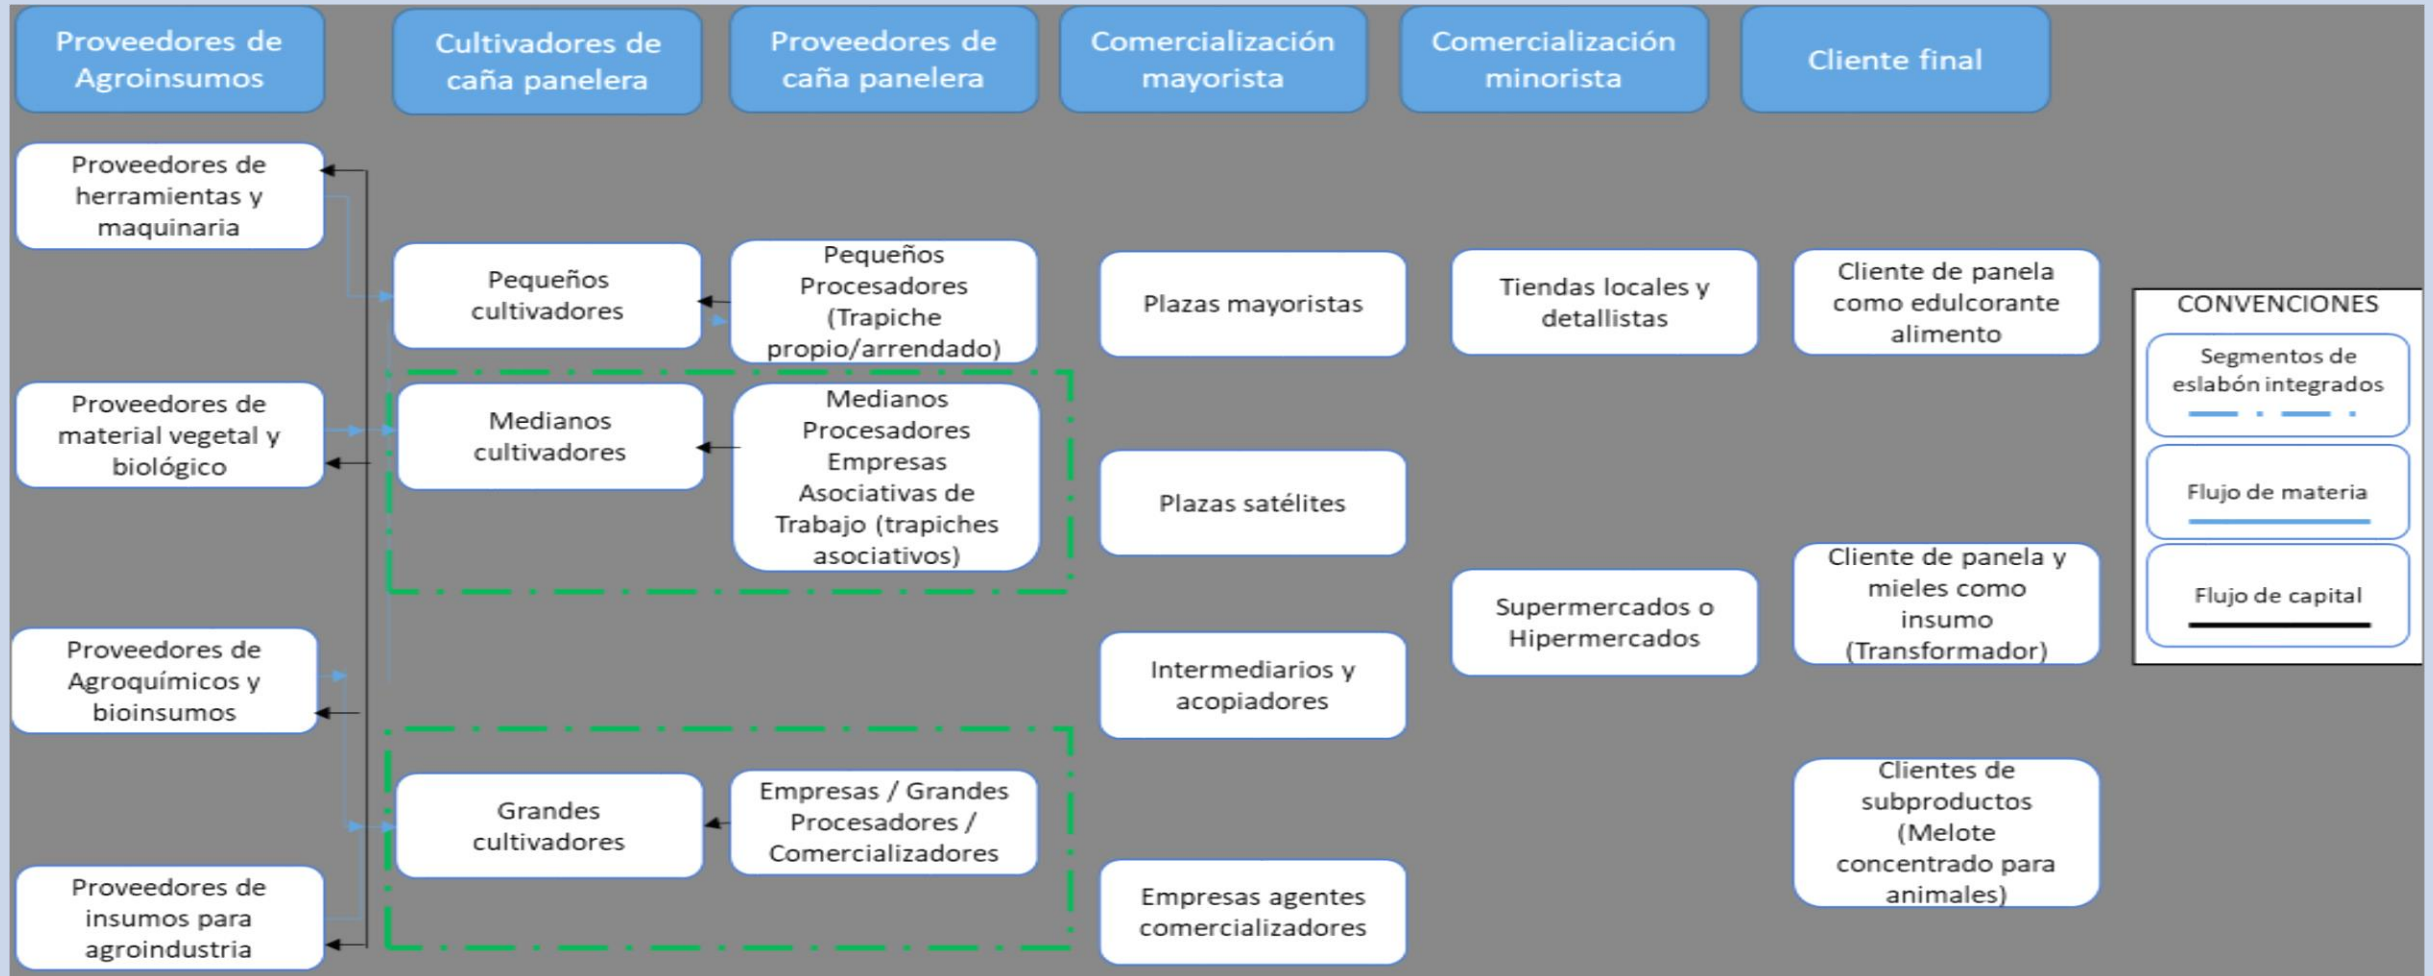 Proveedores de
Agroinsumos
Cultivadores de
caña panelera
Proveedores de
caña panelera
Comercialización
mayorista
Comercialización
minorista
Cliente final
Proveedores de
herramientas y
maquinaria
Proveedores de
material vegetal y
biológico
Proveedores de
Agroquímicos y
bioinsumos
Proveedores de
insumos para
agroindustria
Pequeños
cultivadores
Medianos
cultivadores
Grandes
cultivadores
Pequeños
Procesadores
(Trapiche
propio/arrendado)
Medianos
Procesadores
Empresas
Asociativas de
Trabajo (trapiches
asociativos)
Empresas / Grandes
Procesadores /
Comercializadores
Plazas mayoristas
Plazas satélites
Intermediarios y
acopiadores
Empresas agentes
comercializadores
Tiendas locales y
detallistas
Supermercados o
Hipermercados
Cliente de panela
como edulcorante
alimento
Cliente de panela y
mieles como
insumo
(Transformador)
Clientes de
subproductos
(Melote
concentrado para
animales)
CONVENCIONES
Segmentos de
eslabón integrados
Flujo de materia
Flujo de capital